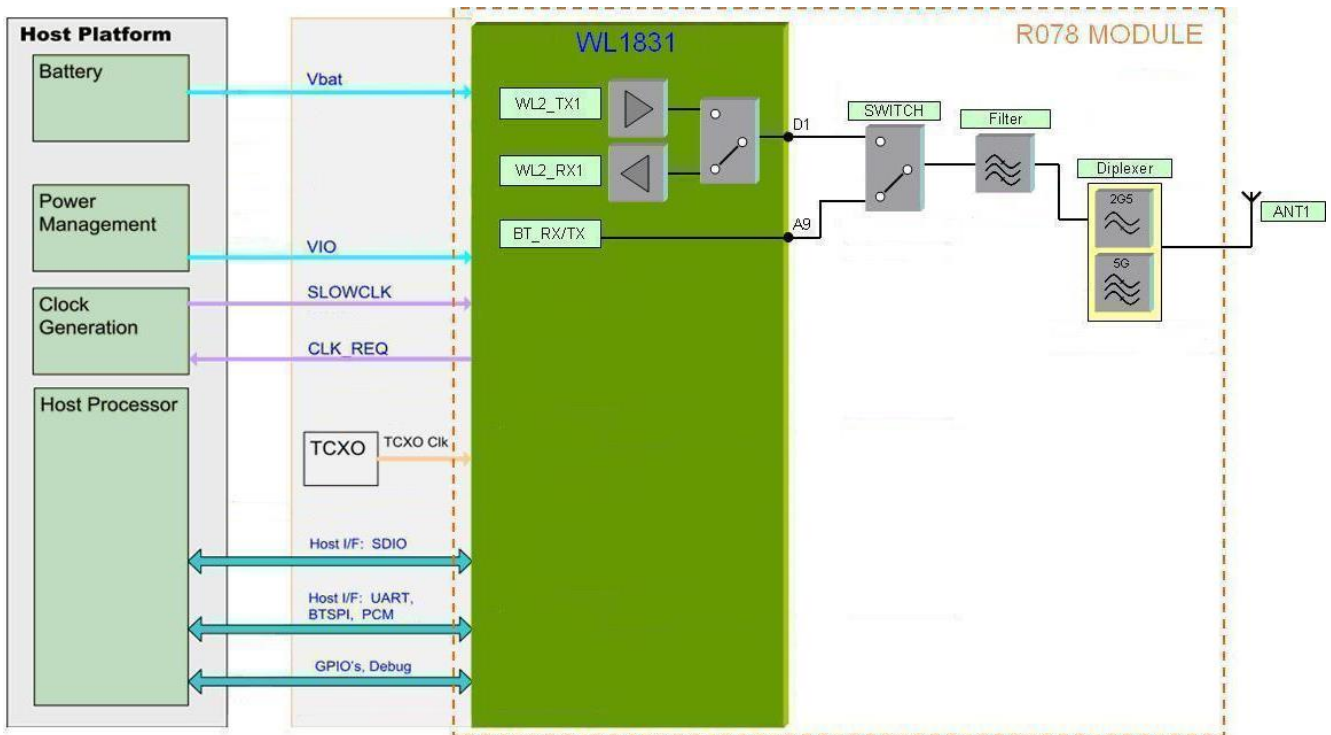 Host Platform
Battery
Power
Management
Clock
Generation
Host Processor
Vbat
VIO
SLOWCLK
CLK_REQ
TCXO
TCXO Clk
Host I/F: SDIO
Host I/F: UART,
BTSPI, PCM
GPIO's, Debug
WL1831
WL2_TX1
WL2_RX1
BT_RX/TX
D1
A9
R078 MODULE
SWITCH
Filter
Diplexer
2G5
5G
ANT1